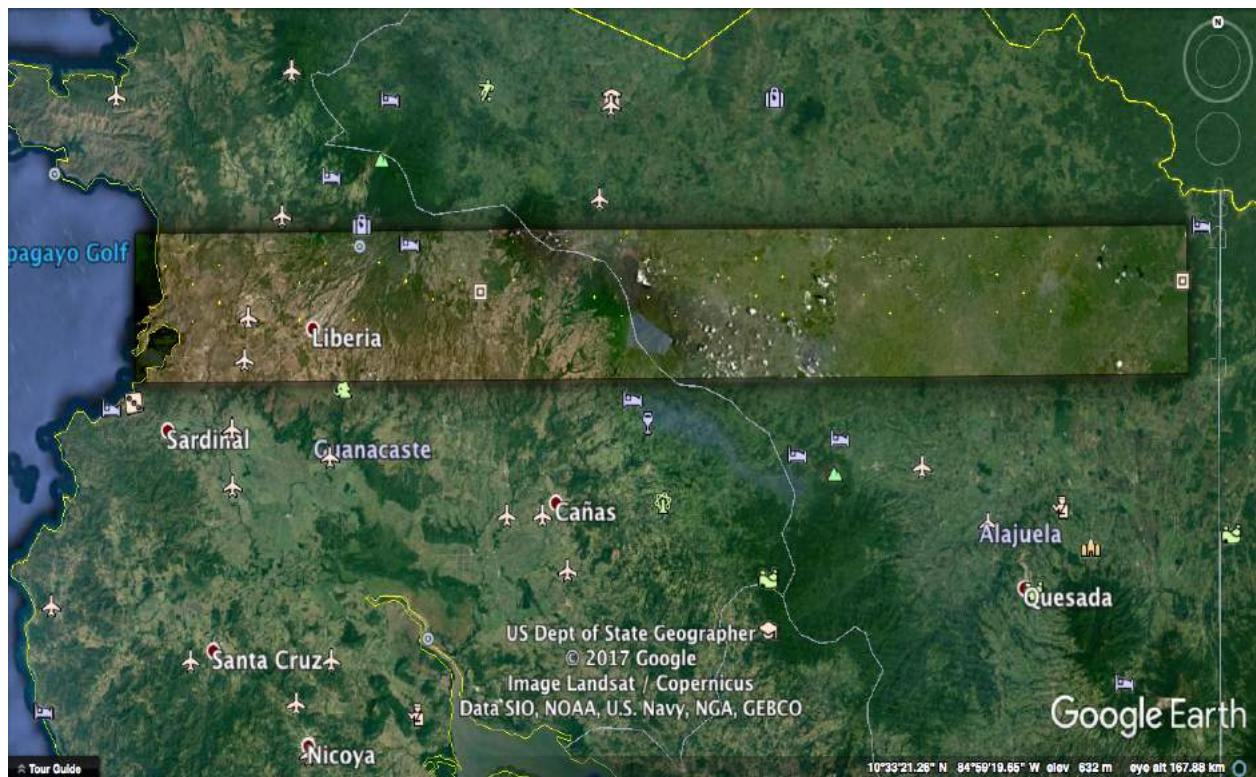 N
pagayo Golf
Liberia
Sardinal
Guanacaste
Cañas
Alajuela
Quesada
US Dept of State Geographer
© 2017 Google
Santa Cruz
Image Landsat / Copernicus
Data SIO, NOAA, U.S. Navy, NGA, GEBCO
Google Earth
Nicoya
Tour Guide
10°33'21.26" N 84°59'19.65" W elev 632 m eye alt 167.88 km